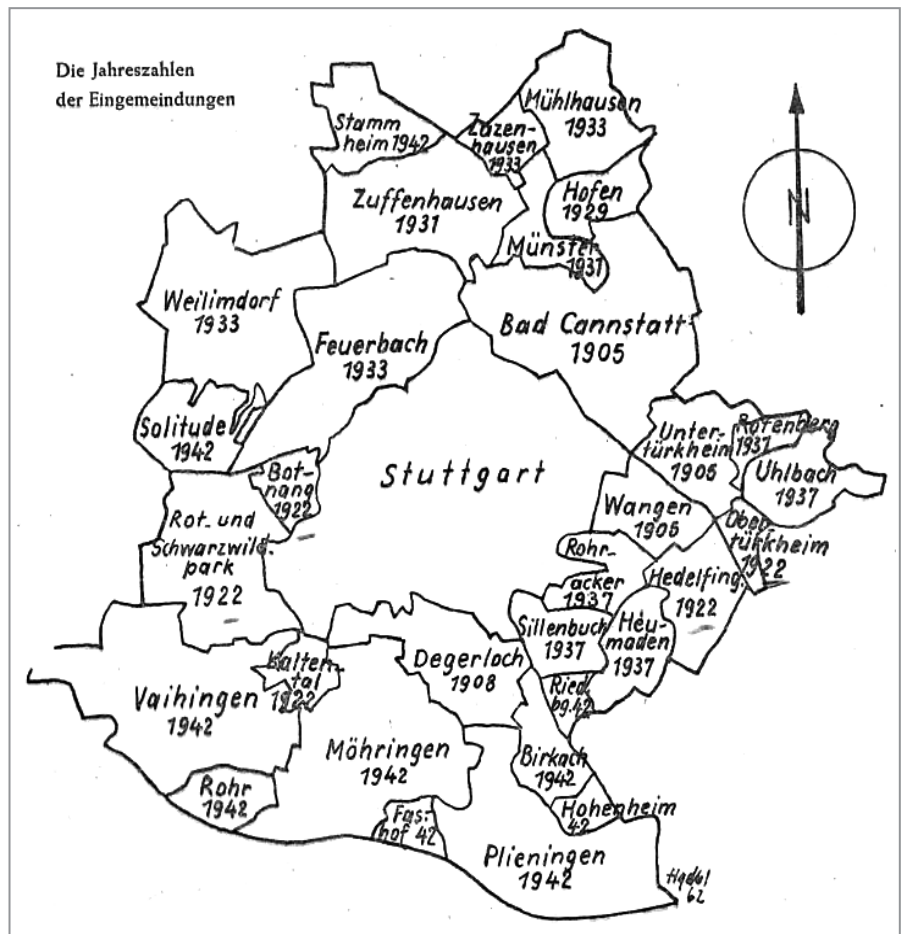 Die Jahreszahlen
der Eingemeindungen
Stamm
heim 1942
Zazen-
hausen
1933
Mühlhausen
1933
Zuffenhausen
1931
Hofen
1929
Münster
1931
N
Weilimdorf
1933
Feuerbach
1933
Bad Cannstatt
1905
Solitude
1942
Bot-
nang
1922
Stuttgart
Unter-
türkheim
1905
Rotenberg
1937
Uhlbach
1937
Rot- und
Schwarzwild-
park
1922
Wangen
1905
Ober-
türkheim
1922
Rohr-
acker
1937
Hedelfing.
1922
Sillenbuch
1937
Heu-
maden
1937
Vaihingen
1942
Kalten-
tal
1922
Degerloch
1908
Ried
bg. 42
Möhringen
1942
Birkach
1942
Rohr
1942
Fas-
hof 42
Hohenheim
42
Plieningen
1942
62